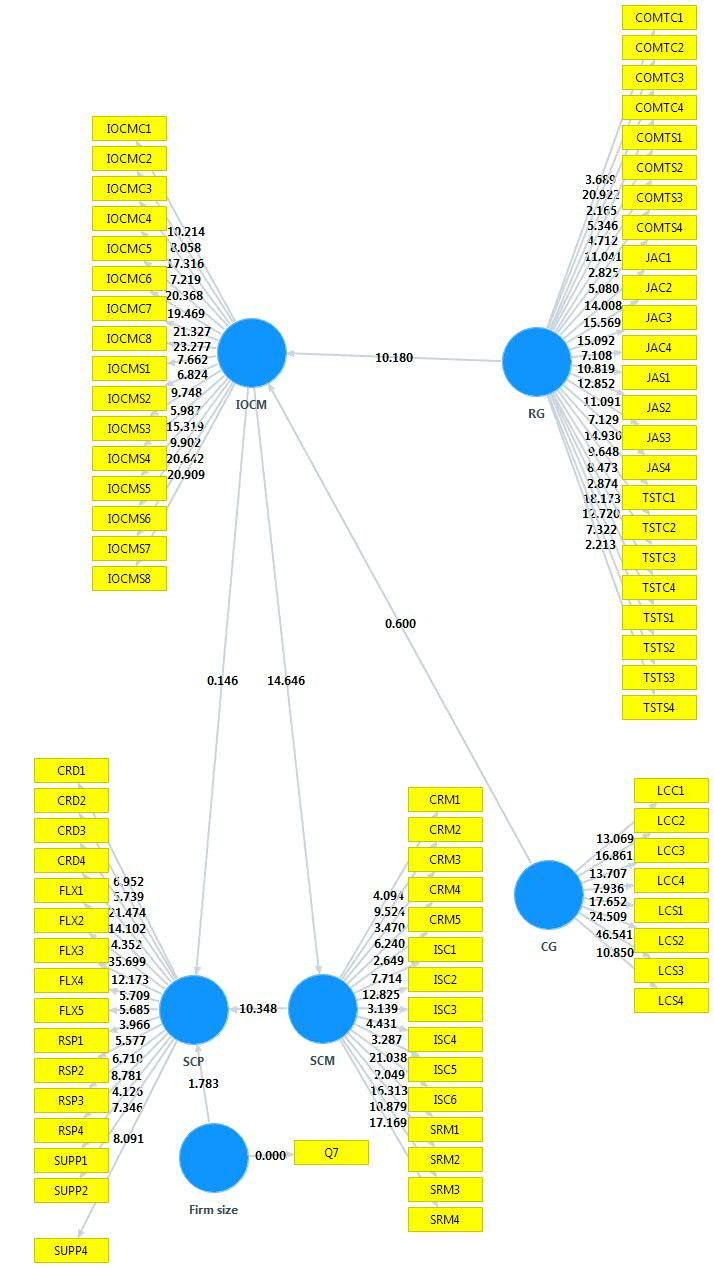 COMTC1
COMTC2
COMTC3
COMTC4
COMTS1
COMTS2
COMTS3
COMTS4
JAC1
JAC2
JAC3
JAC4
JAS1
JAS2
JAS3
JAS4
TSTC1
TSTC2
TSTC3
TSTC4
TSTS1
TSTS2
TSTS3
TSTS4
3.689
20.922
2.165
5.346
4.712
11.041
2.825
5.080
14.008
15.569
15.092
7.108
10.819
12.852
11.091
7.129
14.930
9.648
8.473
2.874
18.173
12.720
7.322
2.213
RG
10.180
IOCMC1
IOCMC2
IOCMC3
IOCMC4
IOCMC5
IOCMC6
IOCMC7
IOCMC8
IOCMS1
IOCMS2
IOCMS3
IOCMS4
IOCMS5
IOCMS6
IOCMS7
IOCMS8
10.214
8.058
17.316
7.219
20.368
19.469
21.327
23.277
7.662
6.824
9.748
5.987
15.319
9.902
20.642
20.909
IOCM
0.600
0.146
14.646
CRD1
CRD2
CRD3
CRD4
FLX1
FLX2
FLX3
FLX4
FLX5
RSP1
RSP2
RSP3
RSP4
SUPP1
SUPP2
SUPP4
6.952
5.739
21.474
14.102
4.352
35.699
12.173
5.709
5.685
3.966
5.577
6.710
8.781
4.126
7.346
8.091
SCP
10.348
SCM
1.783
Firm size
0.000
Q7
CRM1
CRM2
CRM3
CRM4
CRM5
ISC1
ISC2
ISC3
ISC4
ISC5
ISC6
SRM1
SRM2
SRM3
SRM4
4.094
9.524
3.470
6.240
2.649
7.714
12.825
3.139
4.431
3.287
21.038
2.049
15.313
10.879
17.169
LCC1
LCC2
LCC3
LCC4
LCS1
LCS2
LCS3
LCS4
13.069
16.861
13.707
7.936
17.652
24.509
46.541
10.850
CG